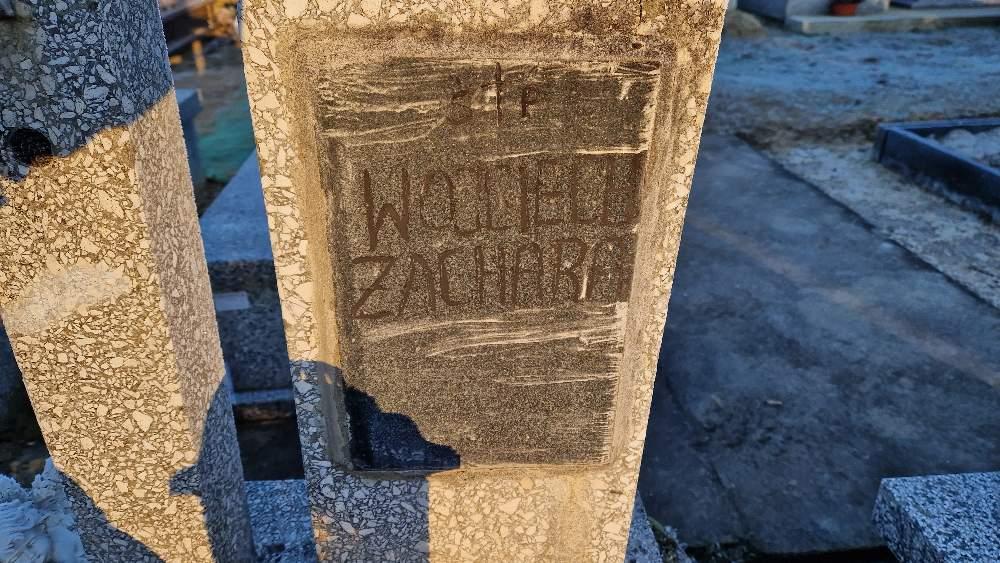 Ś † P
WOJCIECH
ZACHARA